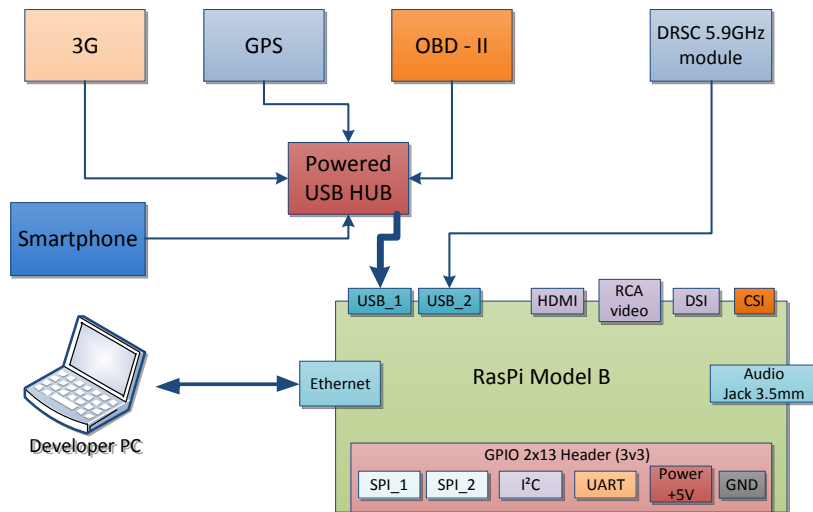 3G
GPS
OBD - II
DRSC 5.9GHz
module
Powered
USB HUB
Smartphone
USB_1
USB_2
HDMI
RCA
video
DSI
CSI
Ethernet
RasPi Model B
Audio
Jack 3.5mm
Developer PC
GPIO 2x13 Header (3v3)
SPI_1
SPI_2
I²C
UART
Power
+5V
GND